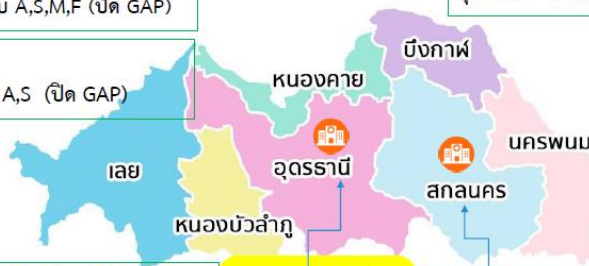 A,S,M,F (ปิด GAP)
A,S (ปิด GAP)
บึงกาฬ
หนองคาย
นครพนม
เลย
อุดรธานี
สกลนคร
หนองบัวลำภู